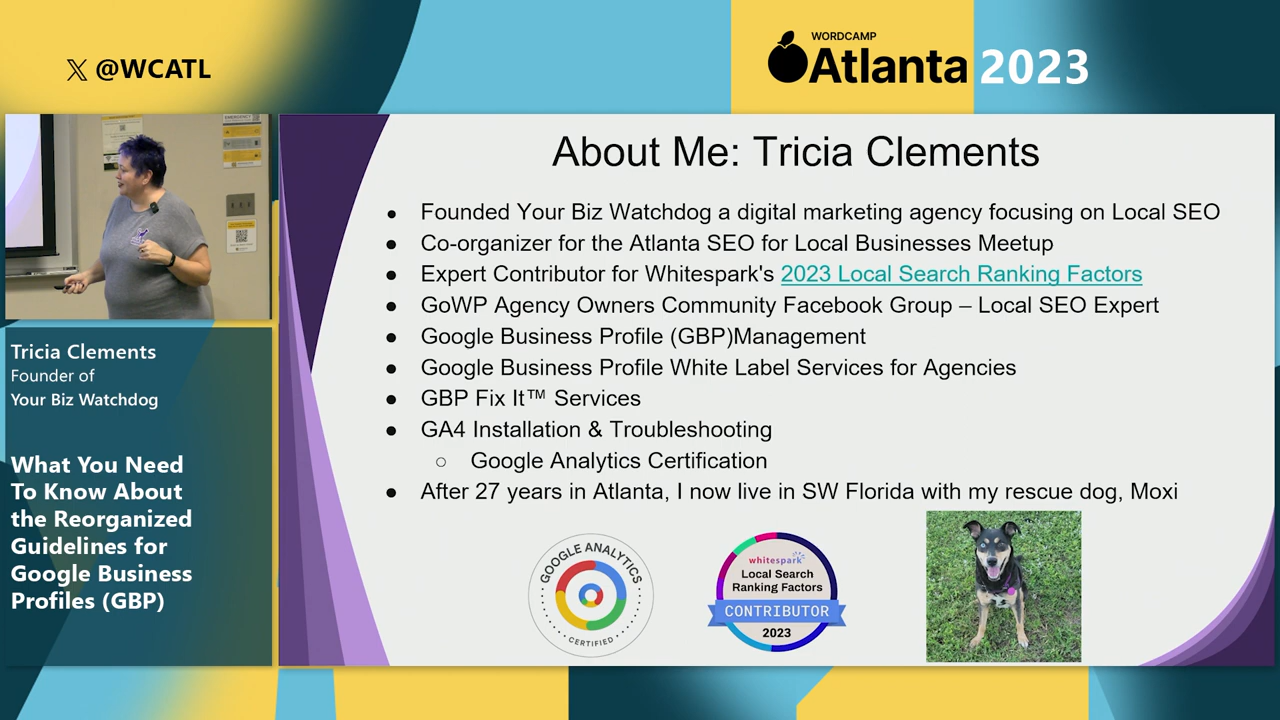 𝕏 @WCATL
WORDCAMP
Atlanta 2023
EMERGENCY
Tricia Clements
Founder of
Your Biz Watchdog
What You Need
To Know About
the Reorganized
Guidelines for
Google Business
Profiles (GBP)
About Me: Tricia Clements
● Founded Your Biz Watchdog a digital marketing agency focusing on Local SEO
● Co-organizer for the Atlanta SEO for Local Businesses Meetup
● Expert Contributor for Whitespark's 2023 Local Search Ranking Factors
● GoWP Agency Owners Community Facebook Group – Local SEO Expert
● Google Business Profile (GBP)Management
● Google Business Profile White Label Services for Agencies
● GBP Fix It™ Services
● GA4 Installation & Troubleshooting
○ Google Analytics Certification
● After 27 years in Atlanta, I now live in SW Florida with my rescue dog, Moxi
GOOGLE ANALYTICS
CERTIFIED
whitespark
Local Search
Ranking Factors
CONTRIBUTOR
2023